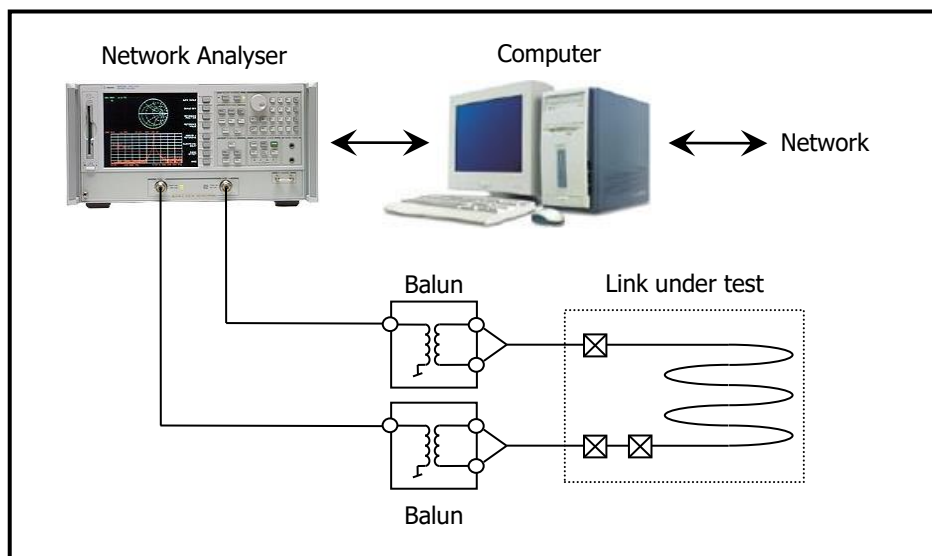 Network Analyser
Computer
Network
Balun
Link under test
Balun